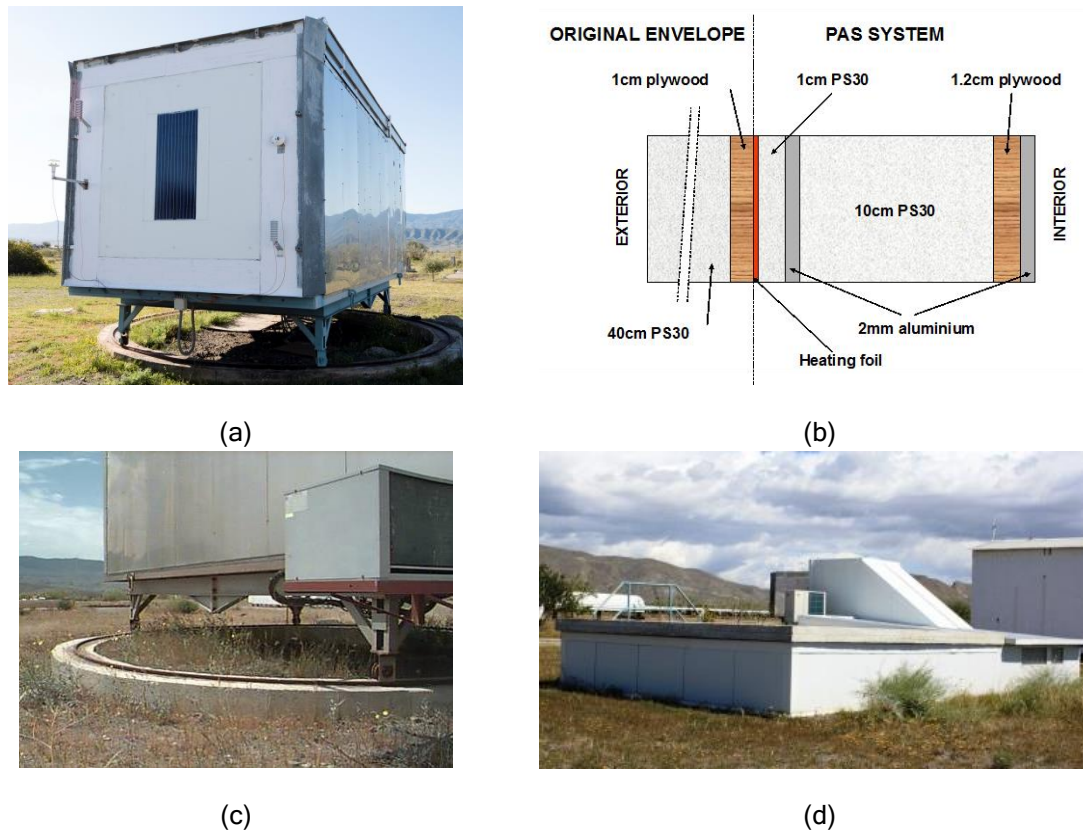 ORIGINAL ENVELOPE
PAS SYSTEM
1cm plywood
1cm PS30
1.2cm plywood
EXTERIOR
10cm PS30
INTERIOR
40cm PS30
2mm aluminium
Heating foil
(a)
(b)
(c)
(d)